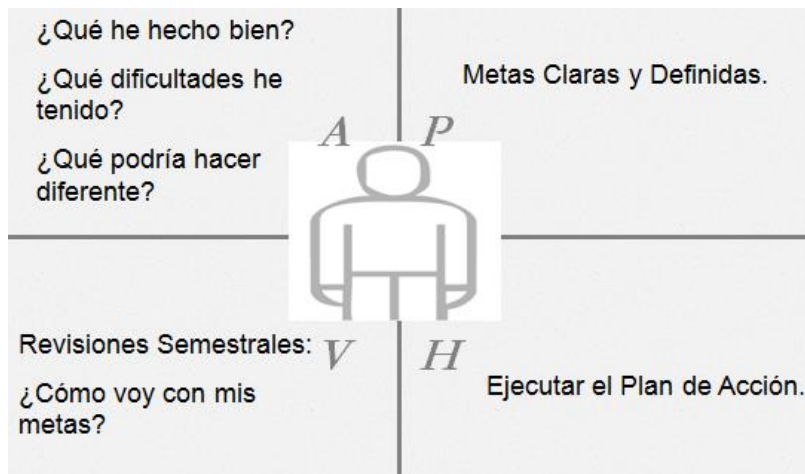 ¿Qué he hecho bien?
¿Qué dificultades he
tenido?
¿Qué podría hacer
diferente?
A
P
Metas Claras y Definidas.
Revisiones Semestrales:
¿Cómo voy con mis
metas?
V
H
Ejecutar el Plan de Acción.